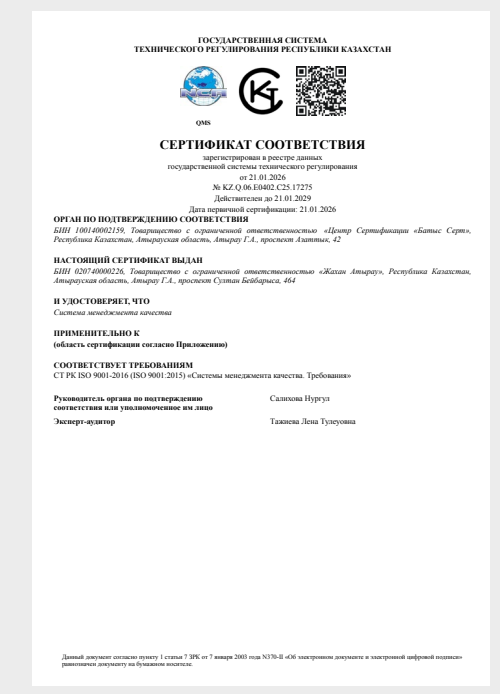 ГОСУДАРСТВЕННАЯ СИСТЕМА
ТЕХНИЧЕСКОГО РЕГУЛИРОВАНИЯ РЕСПУБЛИКИ КАЗАХСТАН
QMS
СЕРТИФИКАТ СООТВЕТСТВИЯ
зарегистрирован в реестре данных
государственной системы технического регулирования
от 21.01.2026
№ KZ.Q.06.E0402.C25.17275
Действителен до 21.01.2029
Дата первичной сертификации: 21.01.2026
ОРГАН ПО ПОДТВЕРЖДЕНИЮ СООТВЕТСТВИЯ
БИН 100140002159, Товарищество с ограниченной ответственностью «Центр Сертификации «Батыс Серт», Республика Казахстан, Атырауская область, Атырау Г.А., проспект Азаттык, 42
НАСТОЯЩИЙ СЕРТИФИКАТ ВЫДАН
БИН 020740000226, Товарищество с ограниченной ответственностью «Жахан Атырау», Республика Казахстан, Атырауская область, Атырау Г.А., проспект Султан Бейбарыса, 464
И УДОСТОВЕРЯЕТ, ЧТО
Система менеджмента качества
ПРИМЕНИТЕЛЬНО К
(область сертификации согласно Приложению)
СООТВЕТСТВУЕТ ТРЕБОВАНИЯМ
СТ РК ISO 9001-2016 (ISO 9001:2015) «Системы менеджмента качества. Требования»
Руководитель органа по подтверждению соответствия или уполномоченное им лицо
Салихова Нургул
Эксперт-аудитор
Тажиева Лена Тулеуовна
Данный документ согласно пункту 1 статьи 7 ЗРК от 7 января 2003 года N370-II «Об электронном документе и электронной цифровой подписи» равнозначен документу на бумажном носителе.